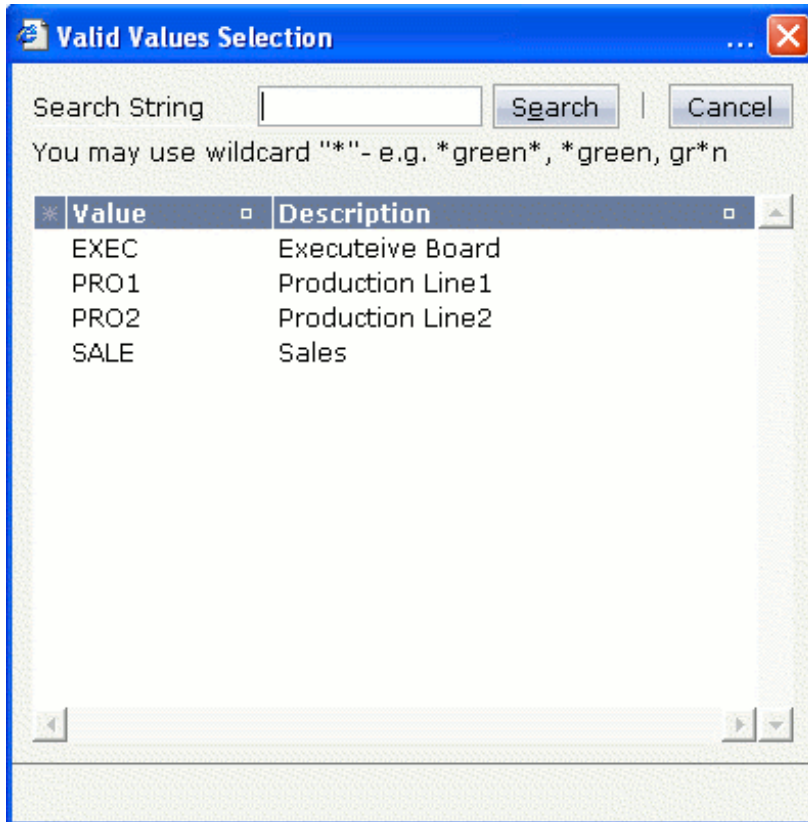 Valid Values Selection ...
Search String Search | Cancel
You may use wildcard "*"- e.g. *green*, *green, gr*n
Value Description
EXEC Executeive Board
PRO1 Production Line1
PRO2 Production Line2
SALE Sales